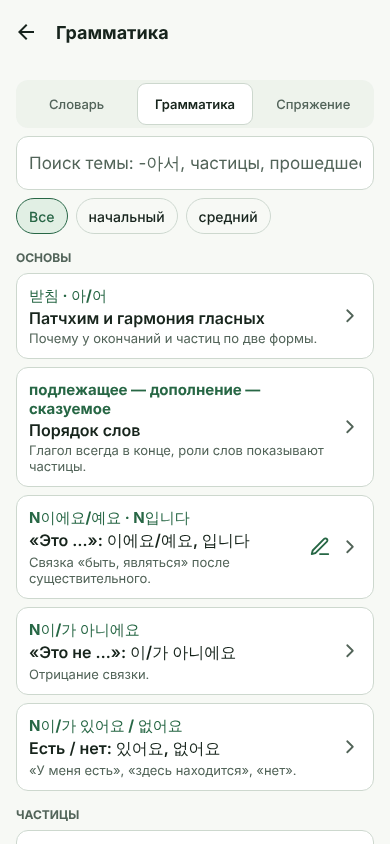 Грамматика
Словарь
Грамматика
Спряжение
Поиск темы: -아서, частицы, прошедшее
Все
начальный
средний
ОСНОВЫ
받침 · 아/어
Патчхим и гармония гласных
Почему у окончаний и частиц по две формы.
подлежащее — дополнение —
сказуемое
Порядок слов
Глагол всегда в конце, роли слов показывают
частицы.
N이에요/예요 · N입니다
«Это ...»: 이에요/예요, 입니다
Связка «быть, являться» после
существительного.
N이/가 아니에요
«Это не ...»: 이/가 아니에요
Отрицание связки.
N이/가 있어요 / 없어요
Есть / нет: 있어요, 없어요
«У меня есть», «здесь находится», «нет».
ЧАСТИЦЫ